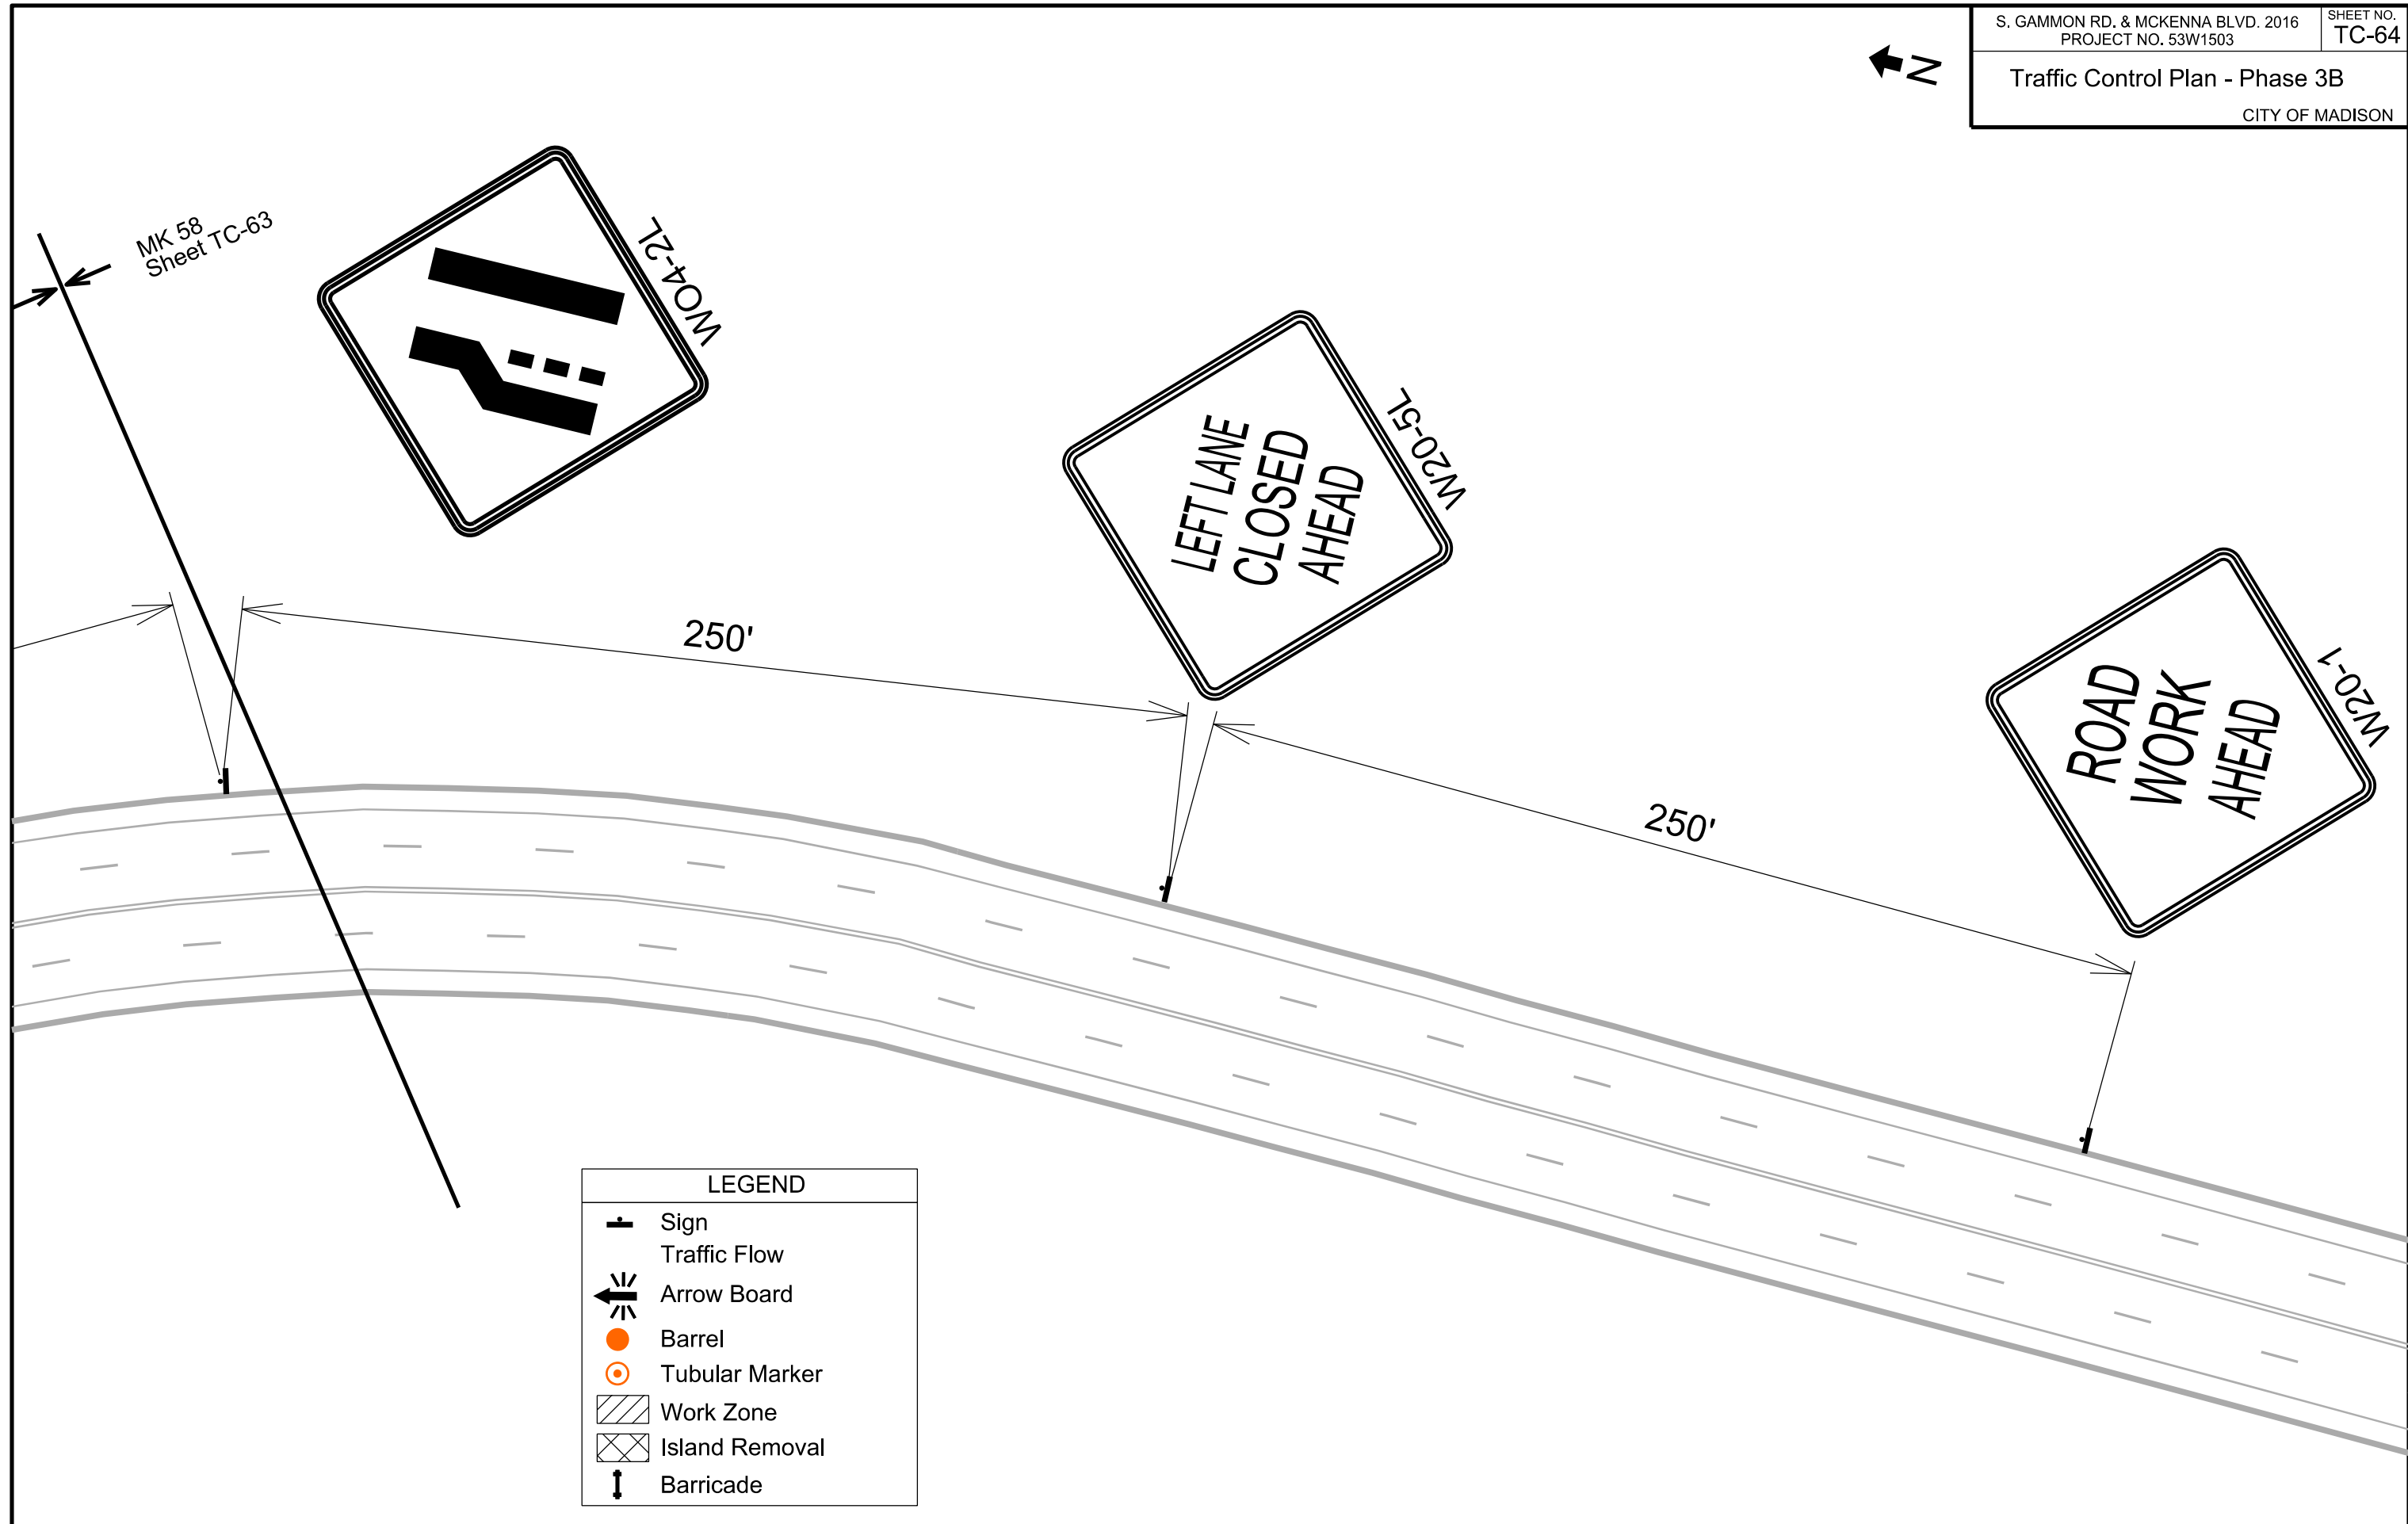 S. GAMMON RD. & MCKENNA BLVD. 2016
PROJECT NO. 53W1503
SHEET NO.
TC-64
Traffic Control Plan - Phase 3B
CITY OF MADISON
N
MK 58
Sheet TC-63
WO4-2L
LEFT LANE
CLOSED
AHEAD
W20-5L
ROAD
WORK
AHEAD
W20-1
250'
250'
LEGEND
Sign
Traffic Flow
Arrow Board
Barrel
Tubular Marker
Work Zone
Island Removal
Barricade